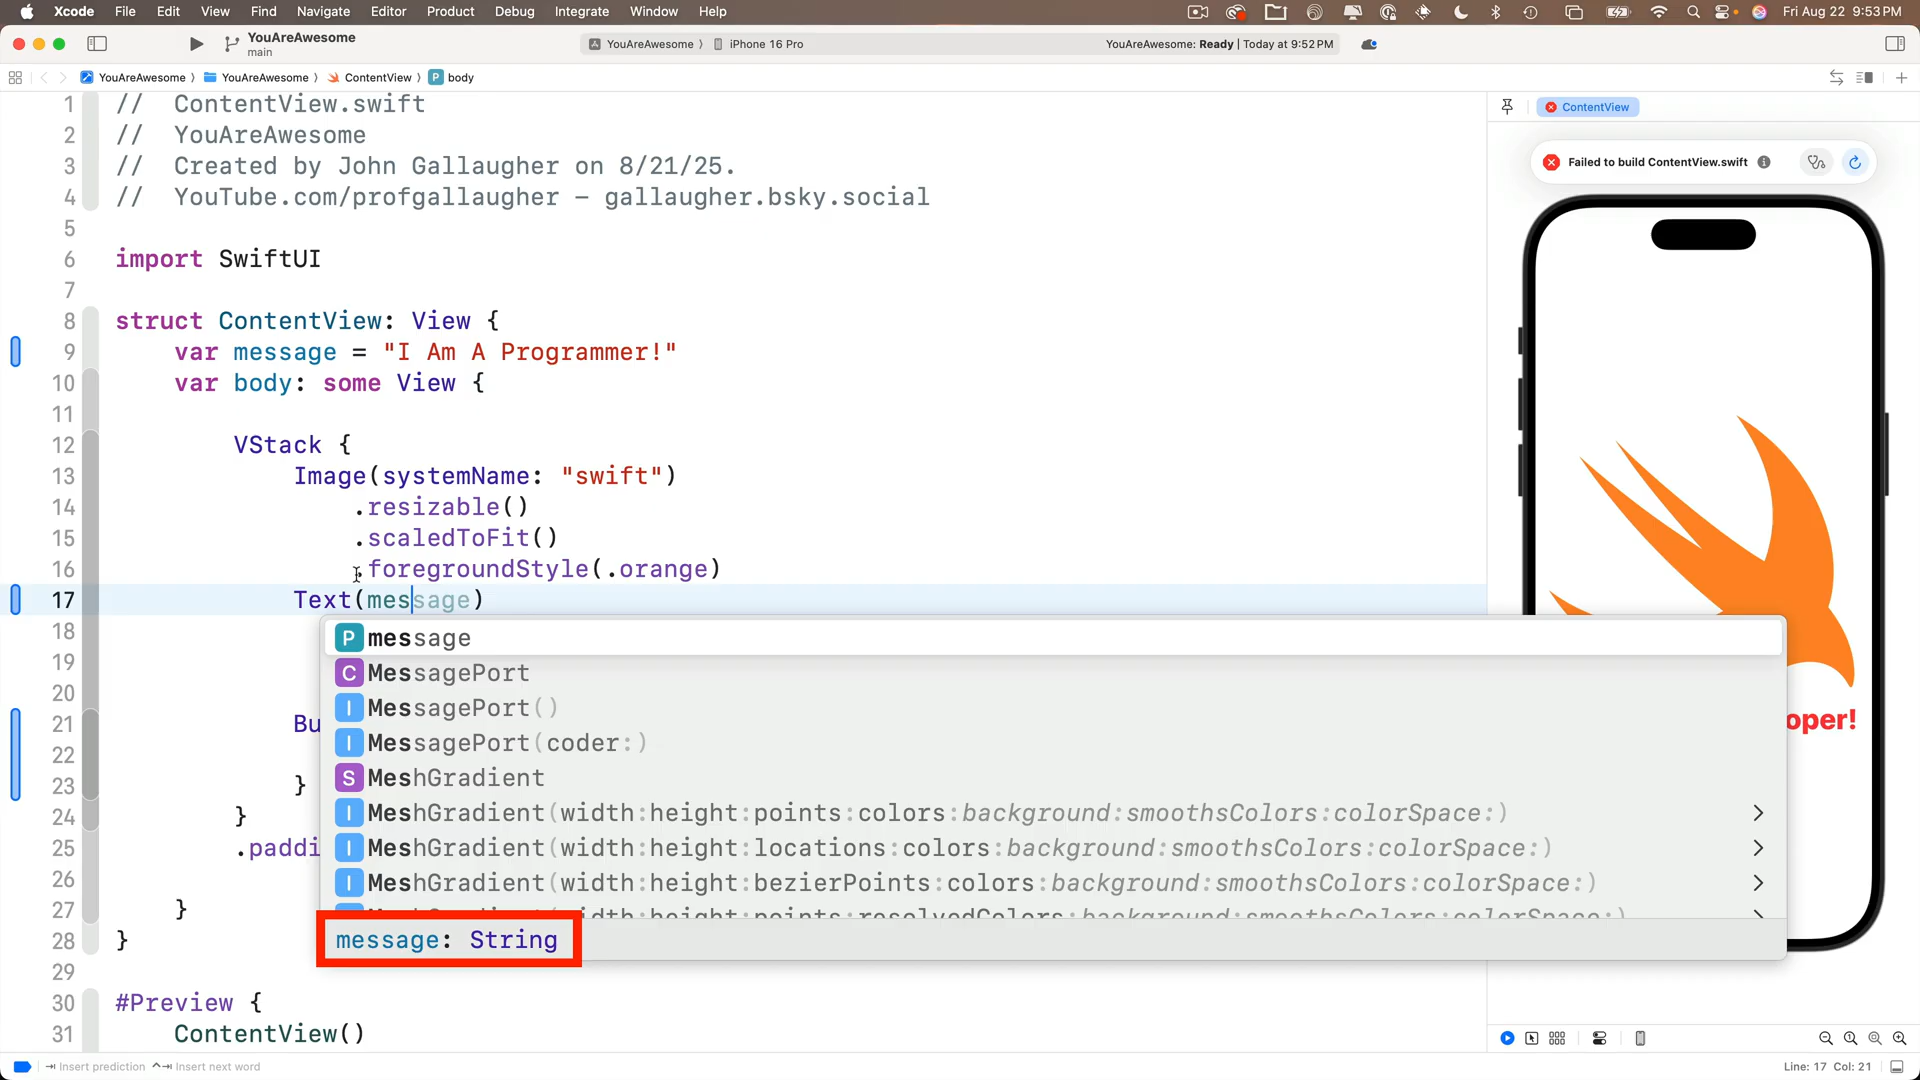 Xcode File Edit View Find Navigate Editor Product Debug Integrate Window Help Fri Aug 22 9:53 PM
YouAreAwesome
main
YouAreAwesome ⟩ iPhone 16 Pro
YouAreAwesome: Ready | Today at 9:52 PM
YouAreAwesome ⟩ YouAreAwesome ⟩ ContentView ⟩ P body
1 // ContentView.swift
2 // YouAreAwesome
3 // Created by John Gallaugher on 8/21/25.
4 // YouTube.com/profgallaugher – gallaugher.bsky.social
5
6 import SwiftUI
7
8 struct ContentView: View {
9 var message = "I Am A Programmer!"
10 var body: some View {
11
12 VStack {
13 Image(systemName: "swift")
14 .resizable()
15 .scaledToFit()
16 .foregroundStyle(.orange)
17 Text(message)
18
19
20
21 Bu
22
23 }
24 }
25 .paddi
26
27 }
28 }
29
30 #Preview {
31 ContentView()
P message
C MessagePort
I MessagePort()
I MessagePort(coder:)
S MeshGradient
I MeshGradient(width:height:points:colors:background:smoothsColors:colorSpace:)
I MeshGradient(width:height:locations:colors:background:smoothsColors:colorSpace:)
I MeshGradient(width:height:bezierPoints:colors:background:smoothsColors:colorSpace:)
MeshGradient(width:height:points:resolvedColors:background:smoothsColors:colorSpace:)
message: String
ContentView
Failed to build ContentView.swift
oper!
Insert prediction Insert next word
Line: 17 Col: 21